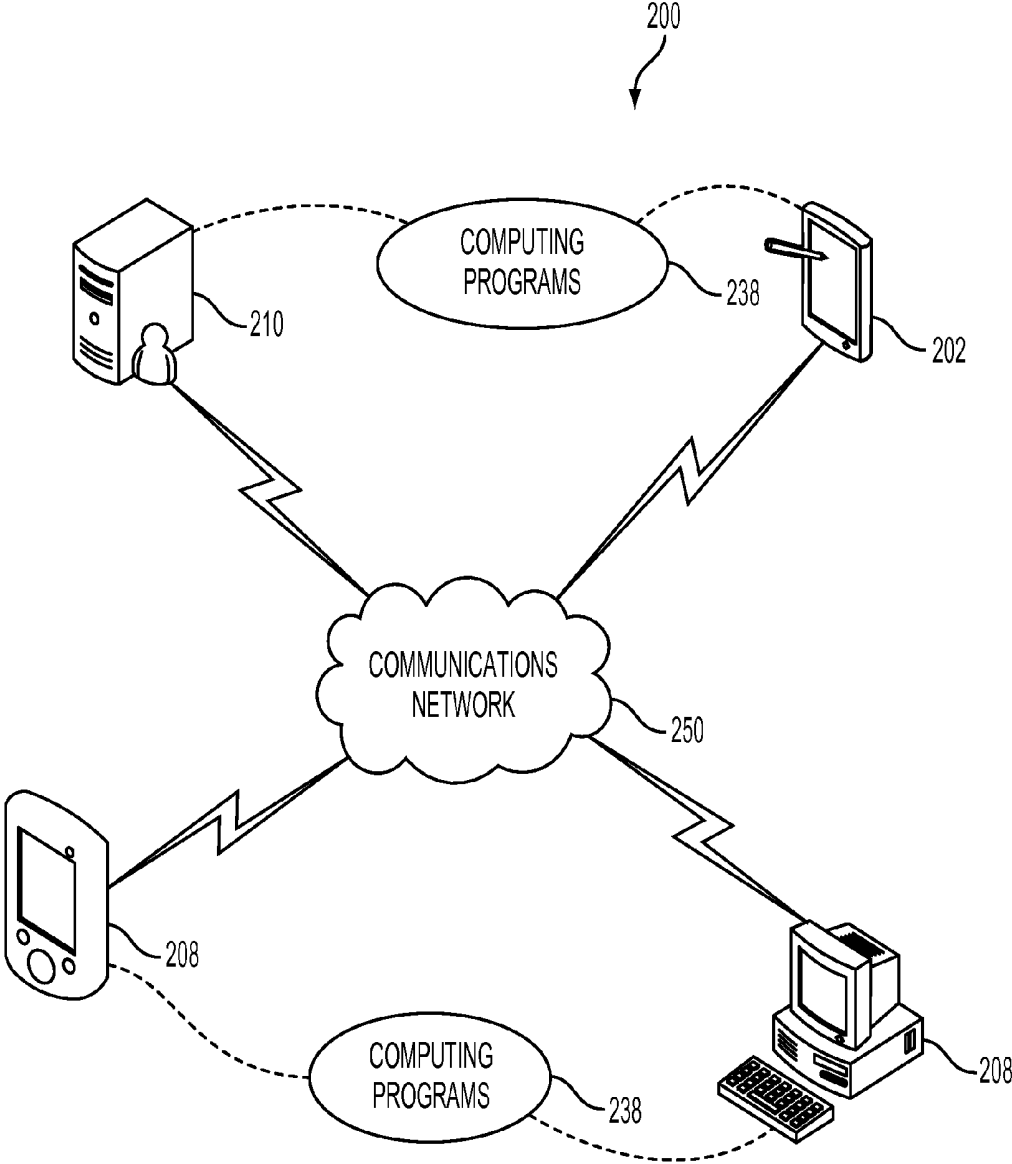 200
COMPUTING
PROGRAMS
238
210
202
COMMUNICATIONS
NETWORK
250
208
COMPUTING
PROGRAMS
238
208